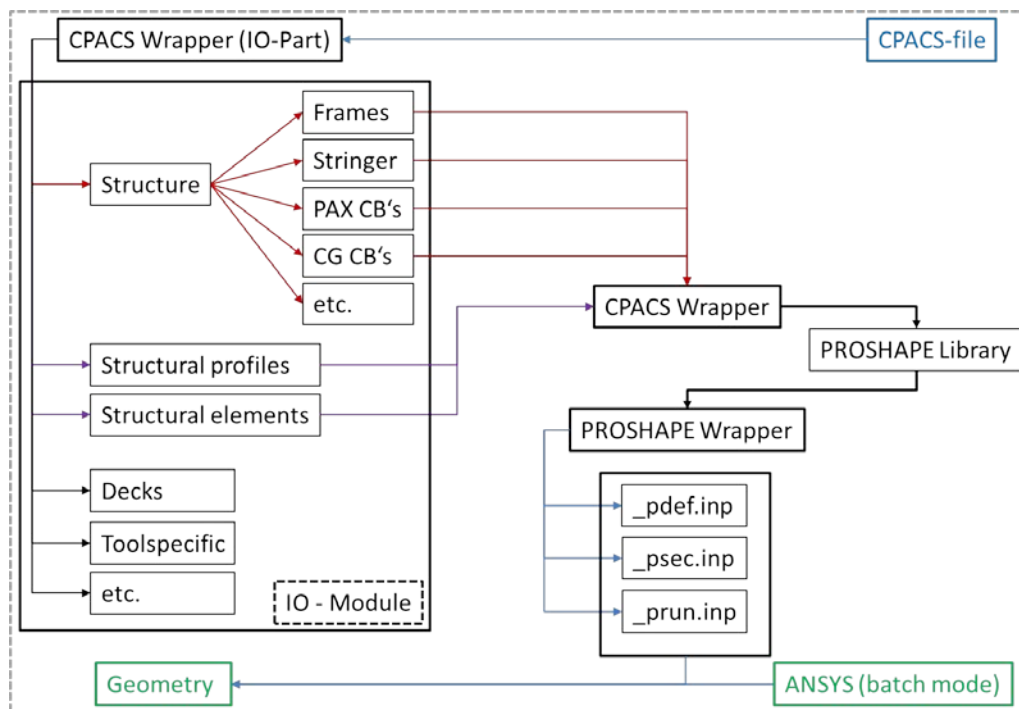 CPACS Wrapper (IO-Part)
CPACS-file
Frames
Stringer
Structure
PAX CB‘s
CG CB‘s
etc.
CPACS Wrapper
PROSHAPE Library
Structural profiles
Structural elements
PROSHAPE Wrapper
Decks
_pdef.inp
Toolspecific
_psec.inp
etc.
IO - Module
_prun.inp
Geometry
ANSYS (batch mode)